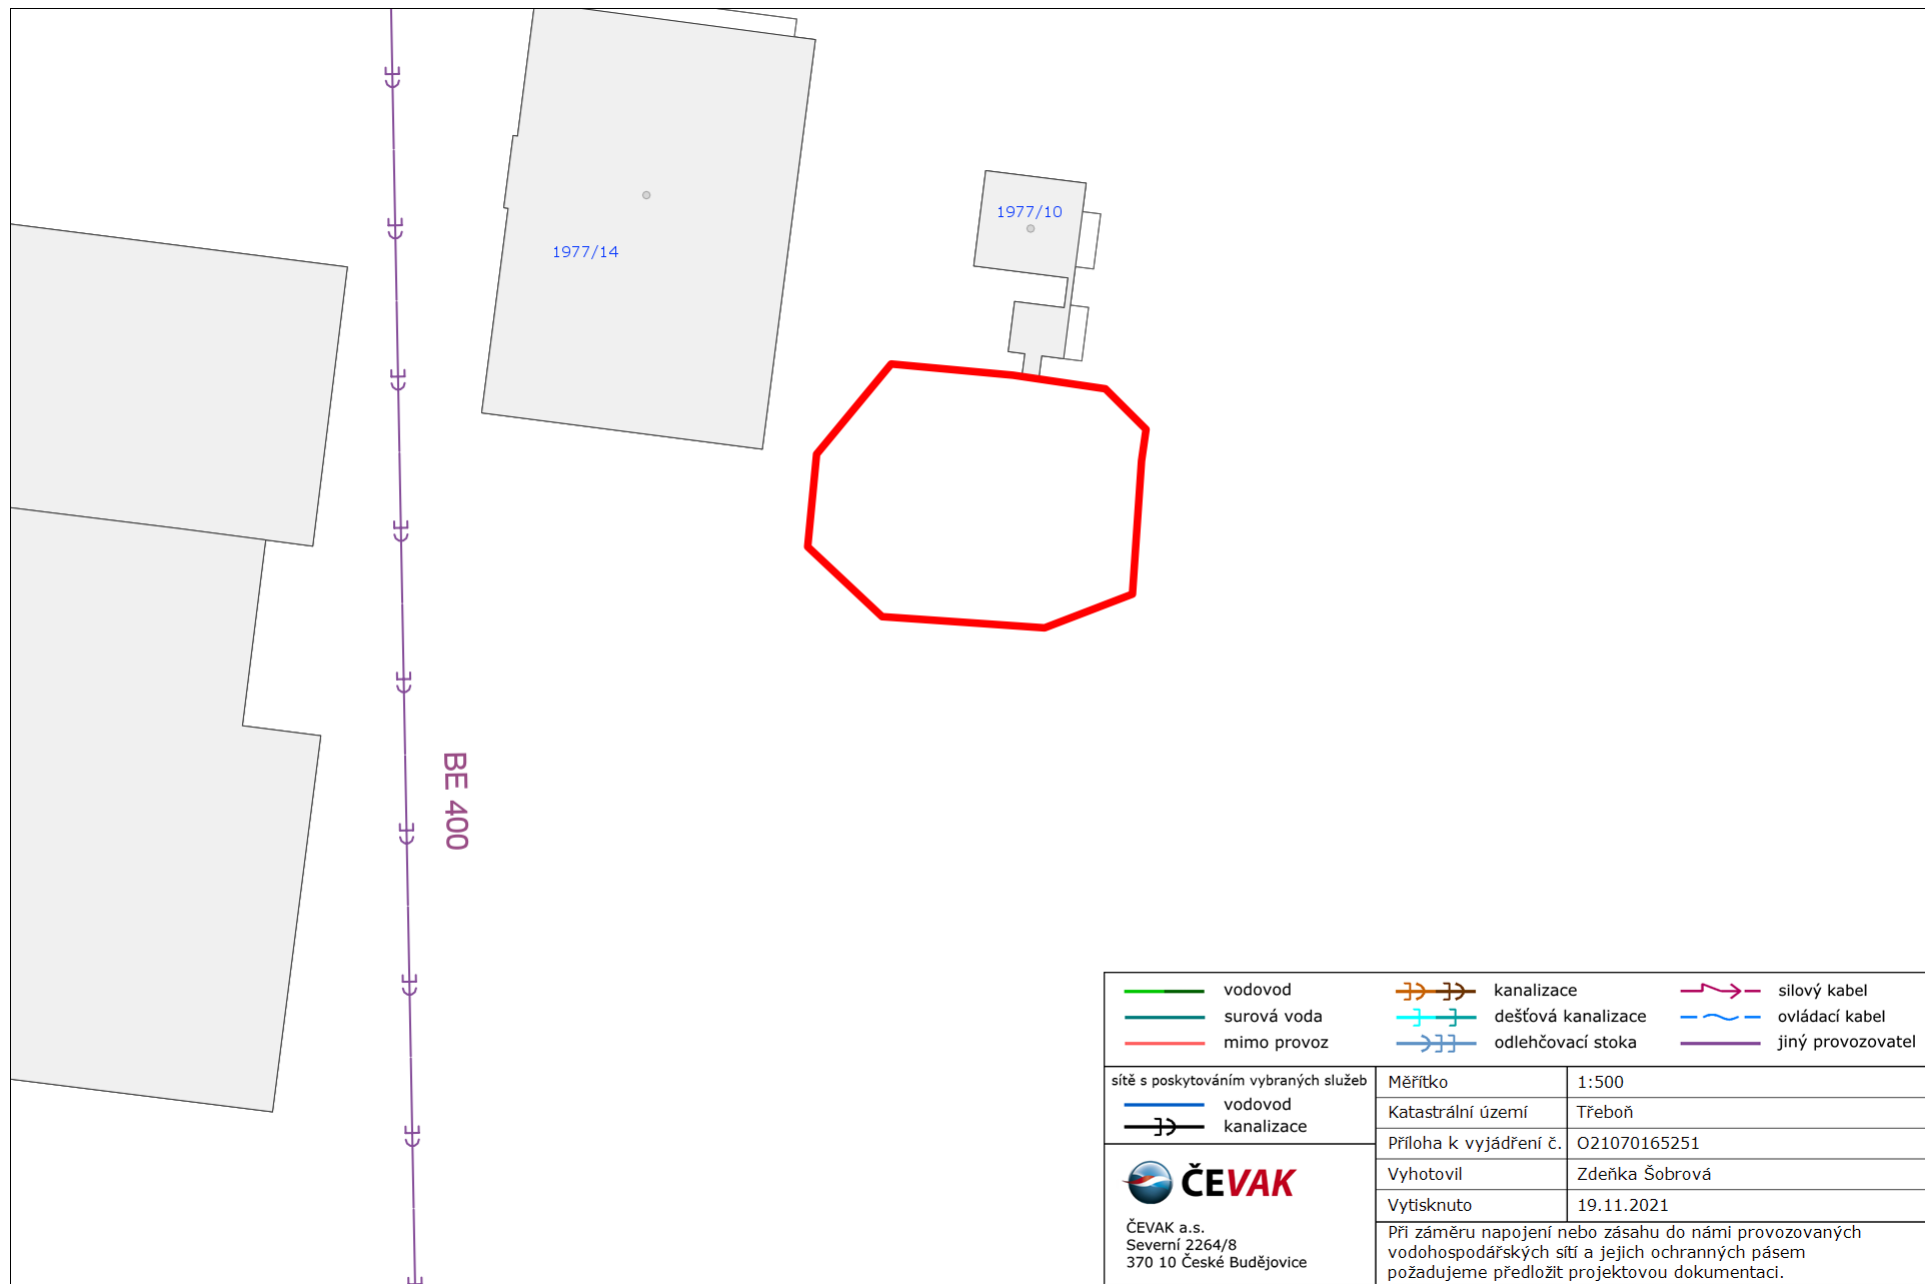 1977/10
1977/14
BE 400
vodovod
surová voda
mimo provoz
kanalizace
dešťová kanalizace
odlehčovací stoka
silový kabel
ovládací kabel
jiný provozovatel
sítě s poskytováním vybraných služeb
vodovod
kanalizace
ČEVAK
ČEVAK a.s.
Severní 2264/8
370 10 České Budějovice
Měřítko 1:500
Katastrální území Třeboň
Příloha k vyjádření č. O21070165251
Vyhotovil Zdeňka Šobrová
Vytisknuto 19.11.2021
Při záměru napojení nebo zásahu do námi provozovaných
vodohospodářských sítí a jejich ochranných pásem
požadujeme předložit projektovou dokumentaci.